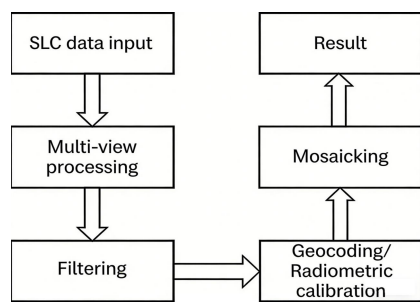 SLC data input
Multi-view
processing
Filtering
Geocoding/
Radiometric
calibration
Mosaicking
Result